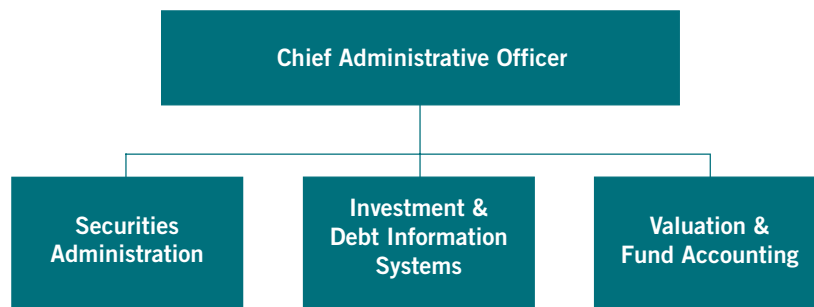 Chief Administrative Officer
Securities
Administration
Investment &
Debt Information
Systems
Valuation &
Fund Accounting